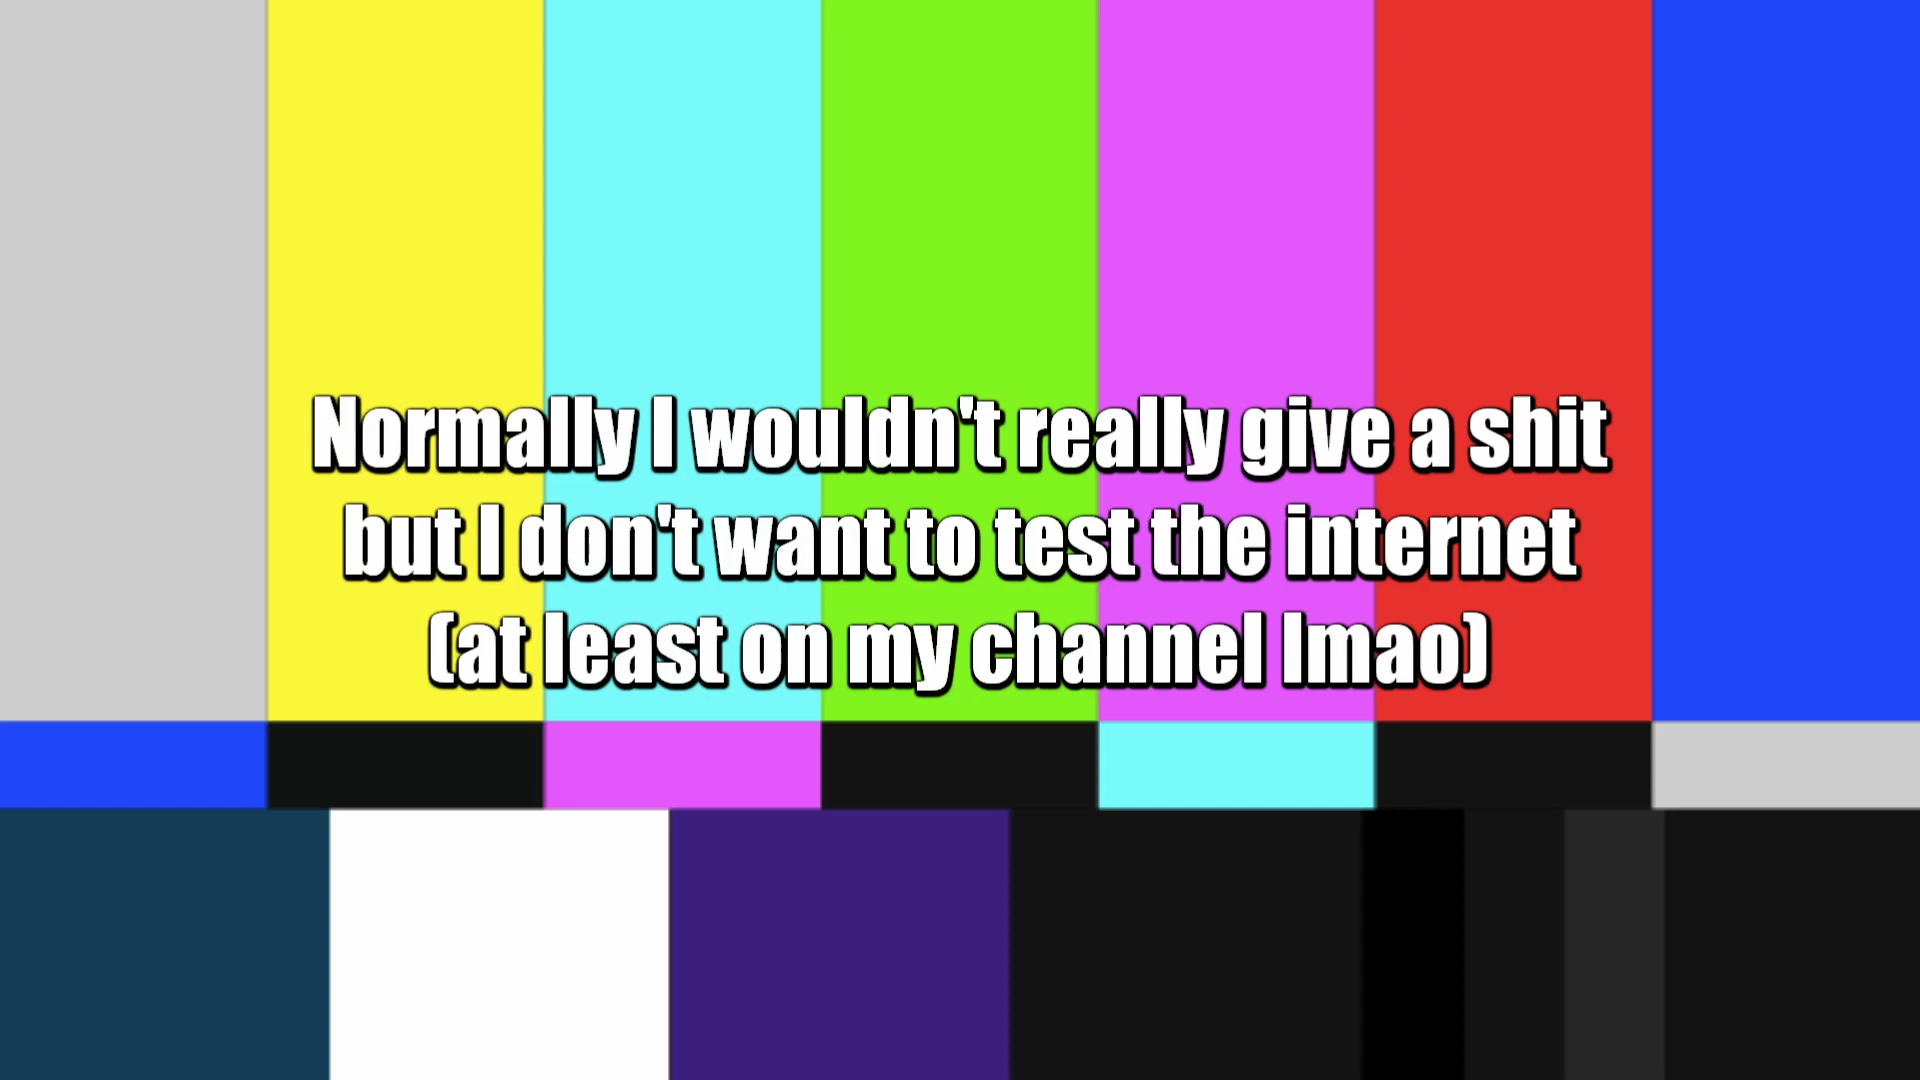 Normally I wouldn't really give a shit
but I don't want to test the internet
(at least on my channel lmao)